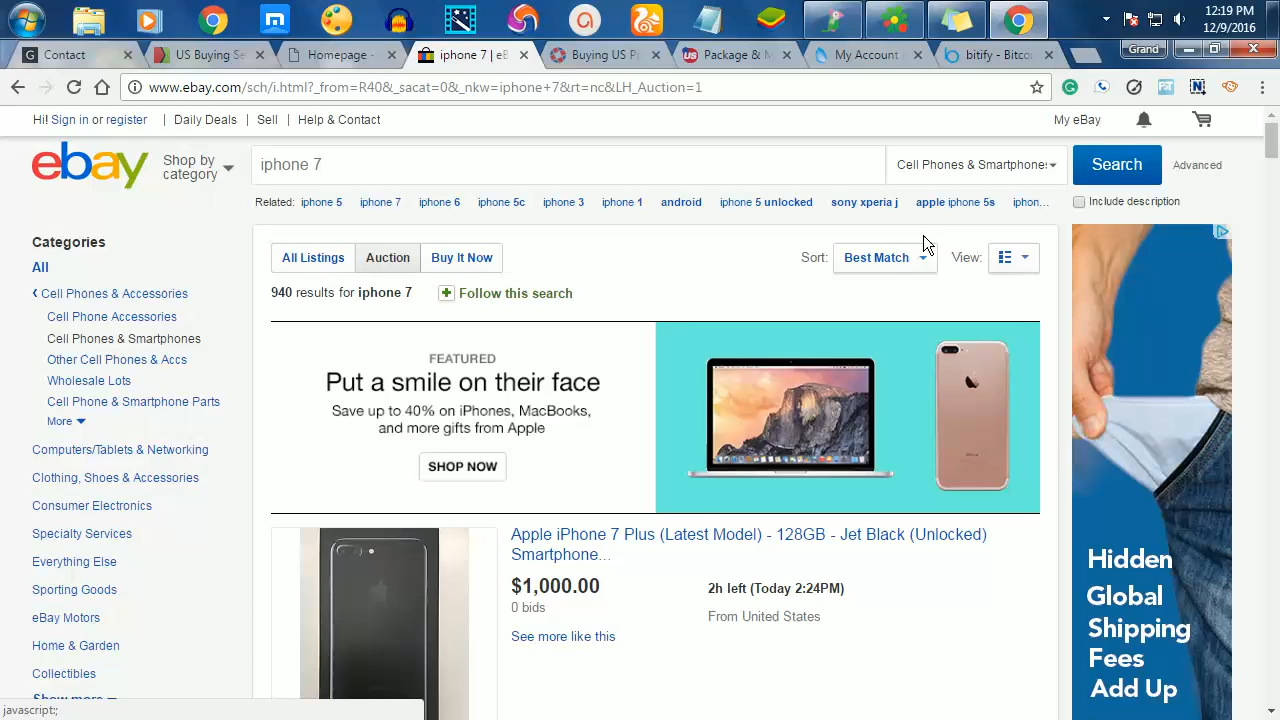 12:19 PM
12/9/2016
Contact
US Buying Se
Homepage -
iphone 7 | eB
Buying US P
Package & M
My Account
bitify - Bitco
Grand
www.ebay.com/sch/i.html?_from=R00&_sacat=0&_nkw=iphone+7&rt=nc&LH_Auction=1
Hi! Sign in or register
Daily Deals
Sell
Help & Contact
My eBay
ebay
Shop by
category
iphone 7
Cell Phones & Smartphones
Search
Advanced
Related: iphone 5 iphone 7 iphone 6 iphone 5c iphone 3 iphone 1 android iphone 5 unlocked sony xperia j apple iphone 5s iphon...
Include description
Categories
All
Cell Phones & Accessories
Cell Phone Accessories
Cell Phones & Smartphones
Other Cell Phones & Accs
Wholesale Lots
Cell Phone & Smartphone Parts
More
Computers/Tablets & Networking
Clothing, Shoes & Accessories
Consumer Electronics
Specialty Services
Everything Else
Sporting Goods
eBay Motors
Home & Garden
Collectibles
Show more
javascript:;
All Listings
Auction
Buy It Now
Sort: Best Match
View:
940 results for iphone 7
Follow this search
FEATURED
Put a smile on their face
Save up to 40% on iPhones, MacBooks,
and more gifts from Apple
SHOP NOW
Apple iPhone 7 Plus (Latest Model) - 128GB - Jet Black (Unlocked)
Smartphone...
$1,000.00
0 bids
See more like this
2h left (Today 2:24PM)
From United States
Hidden
Global
Shipping
Fees
Add Up